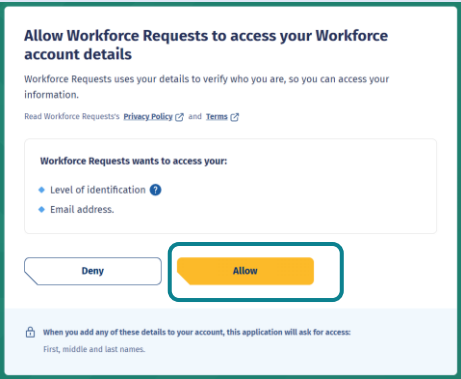 Allow Workforce Requests to access your Workforce
account details
Workforce Requests uses your details to verify who you are, so you can access your
information.
Read Workforce Requests's Privacy Policy and Terms
Workforce Requests wants to access your:
Level of identification ?
Email address.
Deny
Allow
When you add any of these details to your account, this application will ask for access:
First, middle and last names.